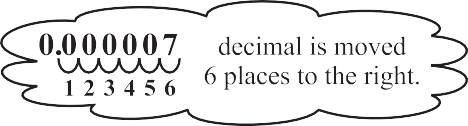 0.000007
1 2 3 4 5 6
decimal is moved
6 places to the right.